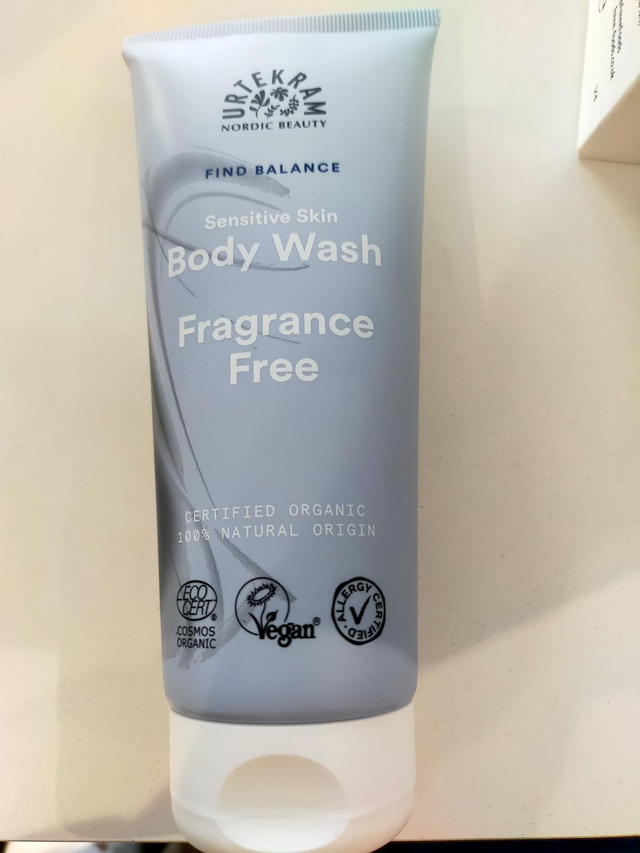 URTEKRAM
NORDIC BEAUTY
FIND BALANCE
Sensitive Skin
Body Wash
Fragrance
Free
CERTIFIED ORGANIC
100% NATURAL ORIGIN
ECO
CERT®
COSMOS
ORGANIC
Vegan®
ALLERGY CERTIFIED